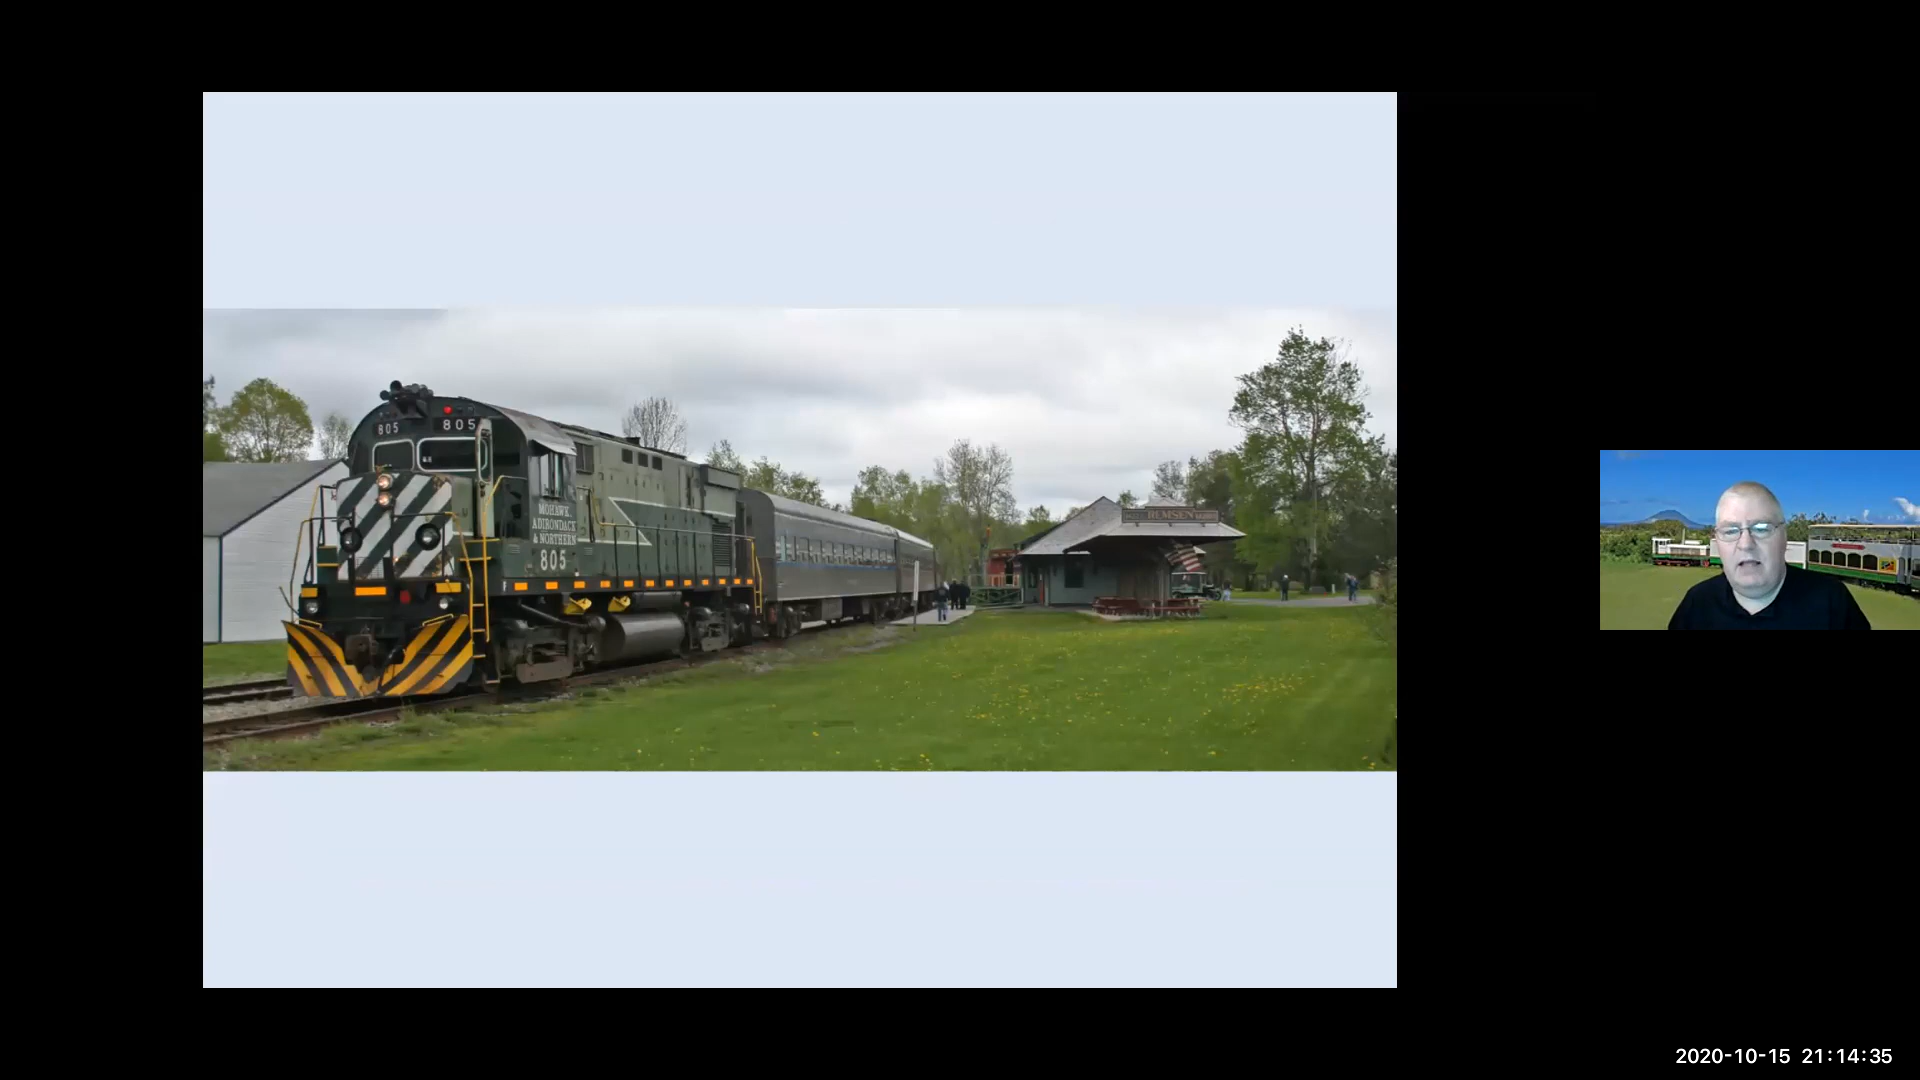 805
805
MOHAWK,
ADIRONDACK
& NORTHERN
805
REMSEN
2020-10-15 21:14:35